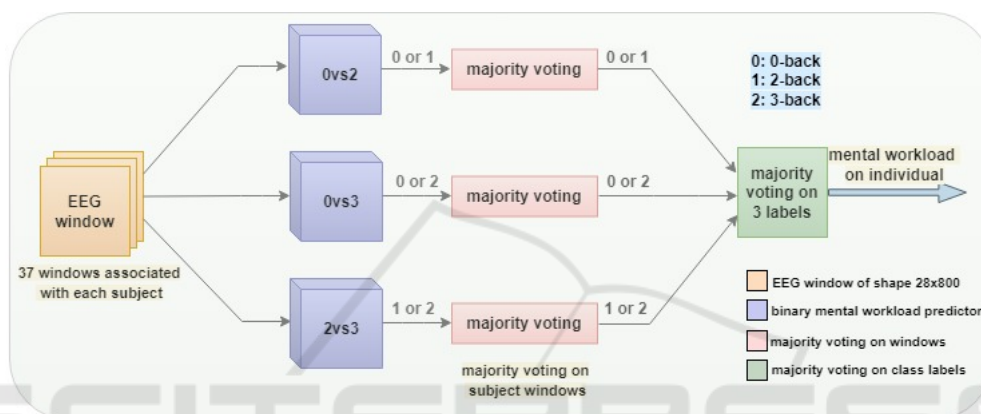 0vs2
0 or 1
majority voting
0 or 1
0: 0-back
1: 2-back
2: 3-back
EEG
window
37 windows associated
with each subject
0vs3
0 or 2
majority voting
0 or 2
majority
voting on
3 labels
mental workload
on individual
2vs3
1 or 2
majority voting
1 or 2
majority voting on
subject windows
EEG window of shape 28x800
binary mental workload predictor
majority voting on windows
majority voting on class labels